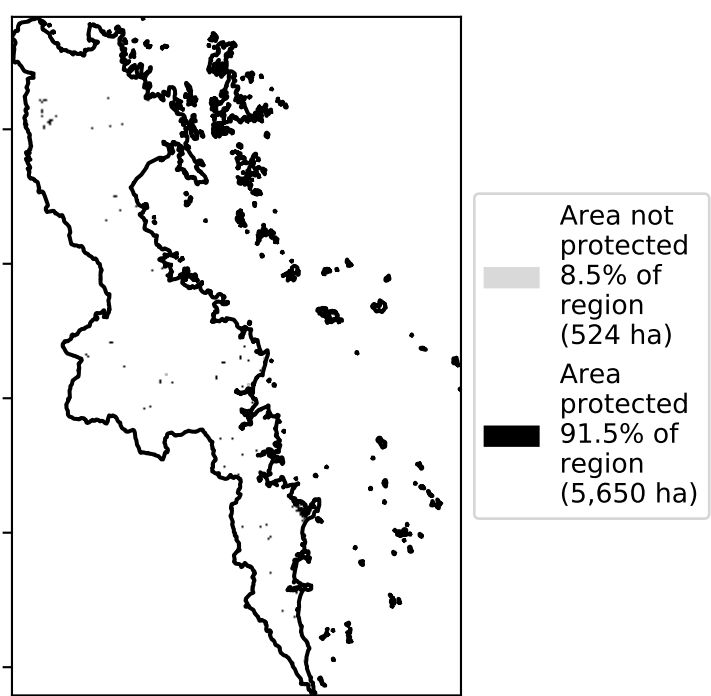 Area not
protected
8.5% of
region
(524 ha)
Area
protected
91.5% of
region
(5,650 ha)